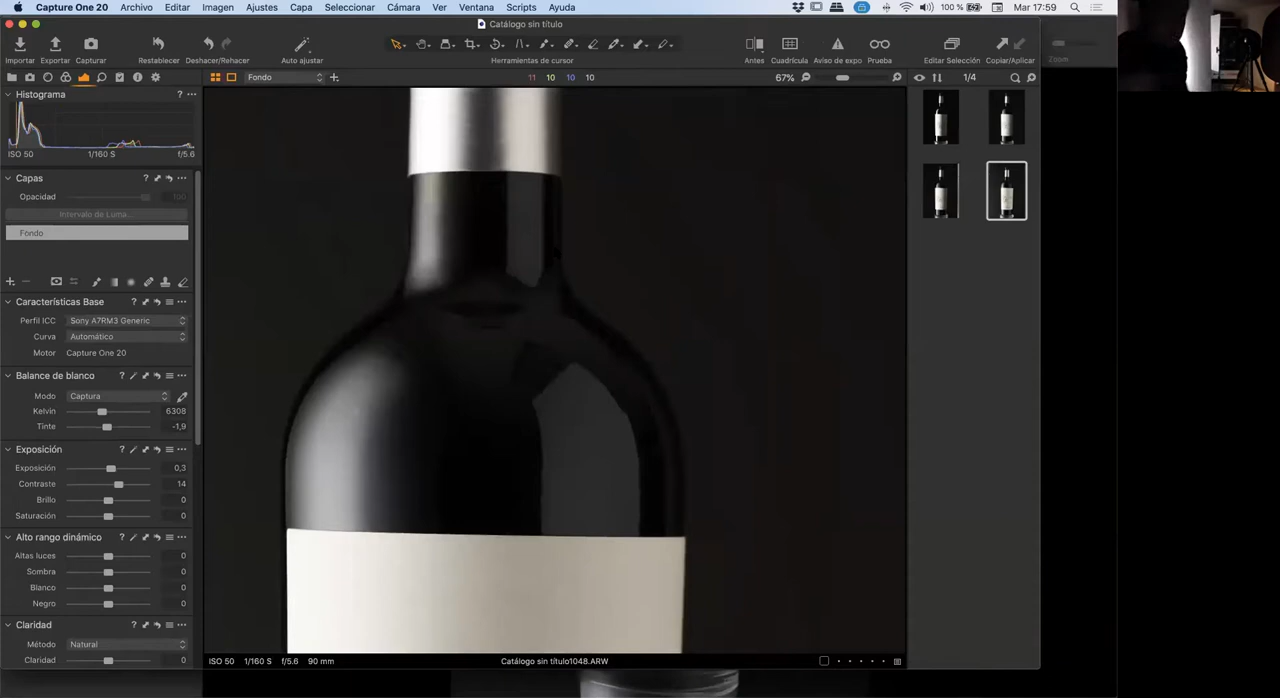 Capture One 20 Archivo Editar Imagen Ajustes Capa Seleccionar Cámara Ver Ventana Scripts Ayuda 100 % Mar 17:59
Catálogo sin título
Importar Exportar Capturar Restablecer Deshacer/Rehacer Auto ajustar Herramientas de cursor Antes Cuadrícula Aviso de expo Prueba Editar Selección Copiar/Aplicar Zoom
Fondo 11 10 10 10 67% 1/4
Histograma ?
ISO 50 1/160 S f/5.6
Capas ?
Opacidad 100
Intervalo de Luma...
Fondo
Características Base ?
Perfil ICC Sony A7RM3 Generic
Curva Automático
Motor Capture One 20
Balance de blanco ?
Modo Captura
Kelvin 6308
Tinte -1,9
Exposición ?
Exposición 0,3
Contraste 14
Brillo 0
Saturación 0
Alto rango dinámico ?
Altas luces 0
Sombra 0
Blanco 0
Negro 0
Claridad ?
Método Natural
Claridad 0
ISO 50 1/160 S f/5.6 90 mm Catálogo sin título1048.ARW